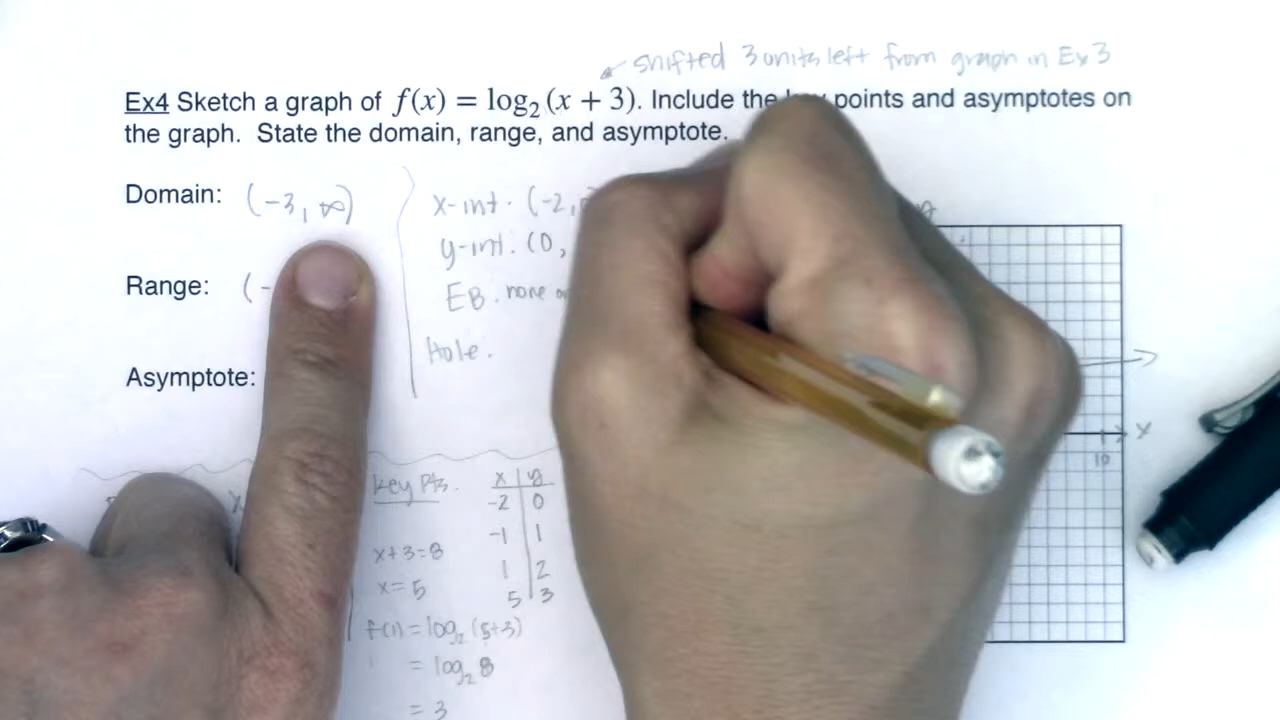 shifted 3 units left from graph in Ex 3
Ex4 Sketch a graph of f(x) = log₂ (x + 3). Include the points and asymptotes on
the graph. State the domain, range, and asymptote.
Domain: (-3, ∞)
x-int. (-2,
y-int. (0,
Range: (-
EB. none
Hole.
Asymptote:
x
10
Key Pts.
x y
-2 0
-1 1
1 2
5 3
x+3=8
x=5
f(1) = log₂ (5+3)
= log₂ 8
= 3